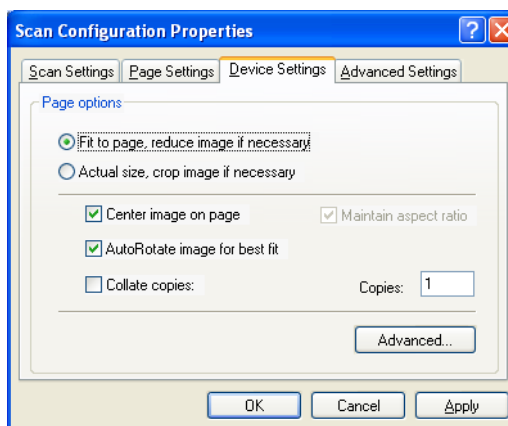 Scan Configuration Properties
Scan Settings Page Settings Device Settings Advanced Settings
Page options
Fit to page, reduce image if necessary
Actual size, crop image if necessary
Center image on page Maintain aspect ratio
AutoRotate image for best fit
Collate copies: Copies: 1
Advanced...
OK Cancel Apply